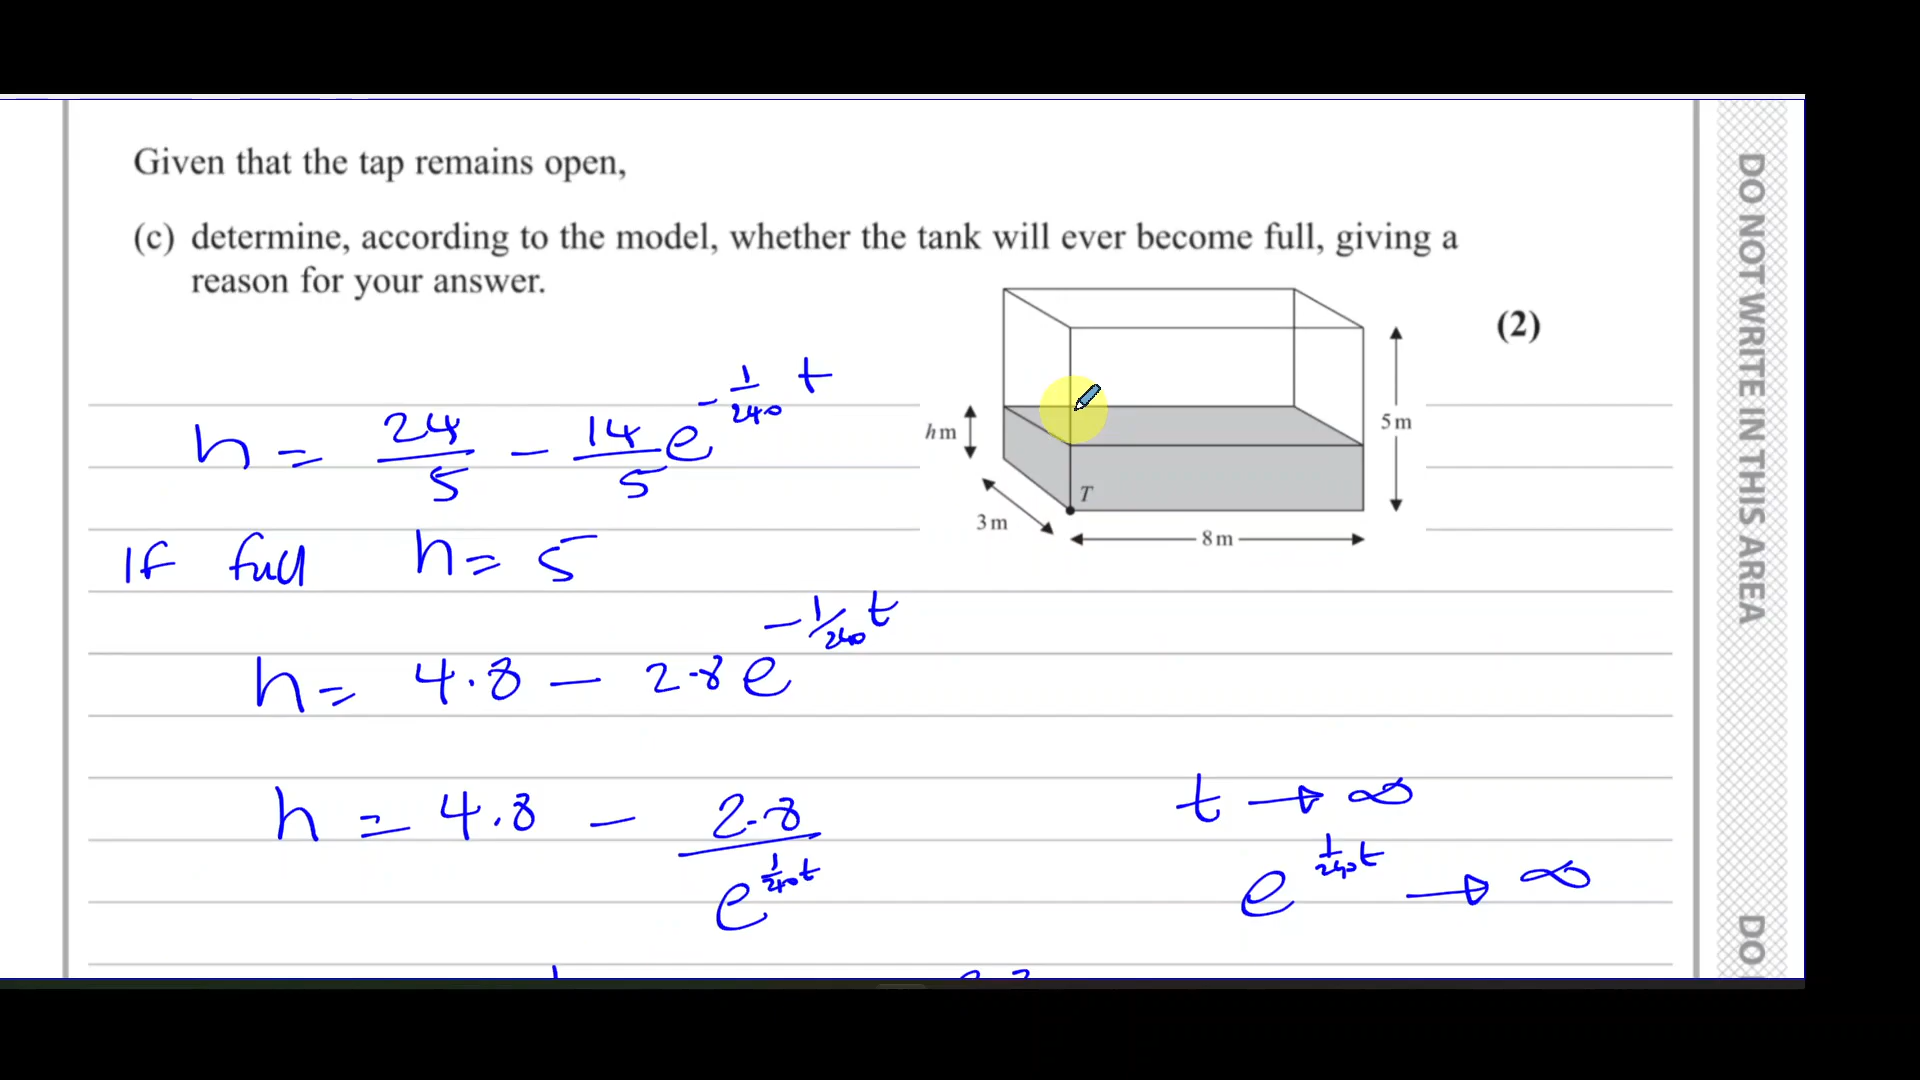 Given that the tap remains open,
(c) determine, according to the model, whether the tank will ever become full, giving a
reason for your answer.
(2)
h = 24/5 - 14/5 e^{-1/240 t}
h m
5 m
T
3 m
8 m
If full h = 5
h = 4.8 - 2.8 e^{-1/240 t}
h = 4.8 - 2.8/e^{1/240 t}
t → ∞
e^{1/240 t} → ∞
DO NOT WRITE IN THIS AREA
DO